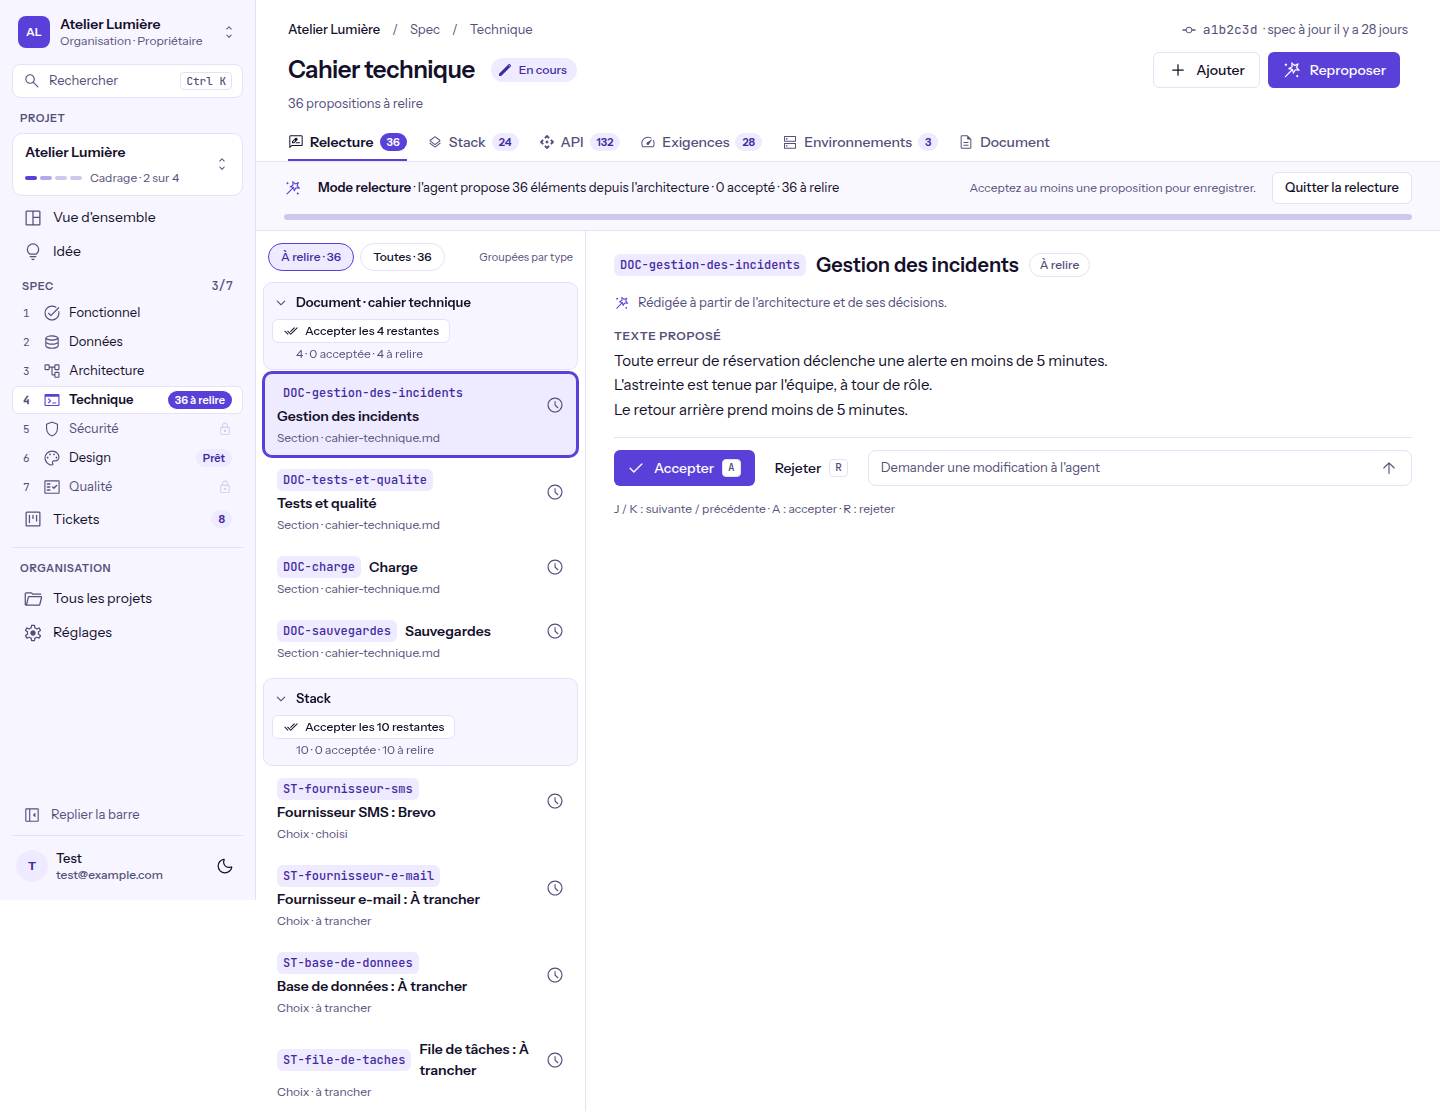 AL
Atelier Lumière
Organisation · Propriétaire
Rechercher
Ctrl K
PROJET
Atelier Lumière
Cadrage · 2 sur 4
Vue d'ensemble
Idée
SPEC 3/7
1 Fonctionnel
2 Données
3 Architecture
4 Technique 36 à relire
5 Sécurité
6 Design Prêt
7 Qualité
Tickets 8
ORGANISATION
Tous les projets
Réglages
Replier la barre
T
Test
test@example.com
Atelier Lumière / Spec / Technique
a1b2c3d · spec à jour il y a 28 jours
Cahier technique
En cours
Ajouter
Reproposer
36 propositions à relire
Relecture 36
Stack 24
API 132
Exigences 28
Environnements 3
Document
Mode relecture · l'agent propose 36 éléments depuis l'architecture · 0 accepté · 36 à relire
Acceptez au moins une proposition pour enregistrer.
Quitter la relecture
À relire · 36
Toutes · 36
Groupées par type
Document · cahier technique
Accepter les 4 restantes
4 · 0 acceptée · 4 à relire
DOC-gestion-des-incidents
Gestion des incidents
Section · cahier-technique.md
DOC-tests-et-qualite
Tests et qualité
Section · cahier-technique.md
DOC-charge Charge
Section · cahier-technique.md
DOC-sauvegardes Sauvegardes
Section · cahier-technique.md
Stack
Accepter les 10 restantes
10 · 0 acceptée · 10 à relire
ST-fournisseur-sms
Fournisseur SMS : Brevo
Choix · choisi
ST-fournisseur-e-mail
Fournisseur e-mail : À trancher
Choix · à trancher
ST-base-de-donnees
Base de données : À trancher
Choix · à trancher
ST-file-de-taches File de tâches : À
trancher
Choix · à trancher
DOC-gestion-des-incidents Gestion des incidents À relire
Rédigée à partir de l'architecture et de ses décisions.
TEXTE PROPOSÉ
Toute erreur de réservation déclenche une alerte en moins de 5 minutes.
L'astreinte est tenue par l'équipe, à tour de rôle.
Le retour arrière prend moins de 5 minutes.
Accepter A
Rejeter R
Demander une modification à l'agent
J / K : suivante / précédente · A : accepter · R : rejeter